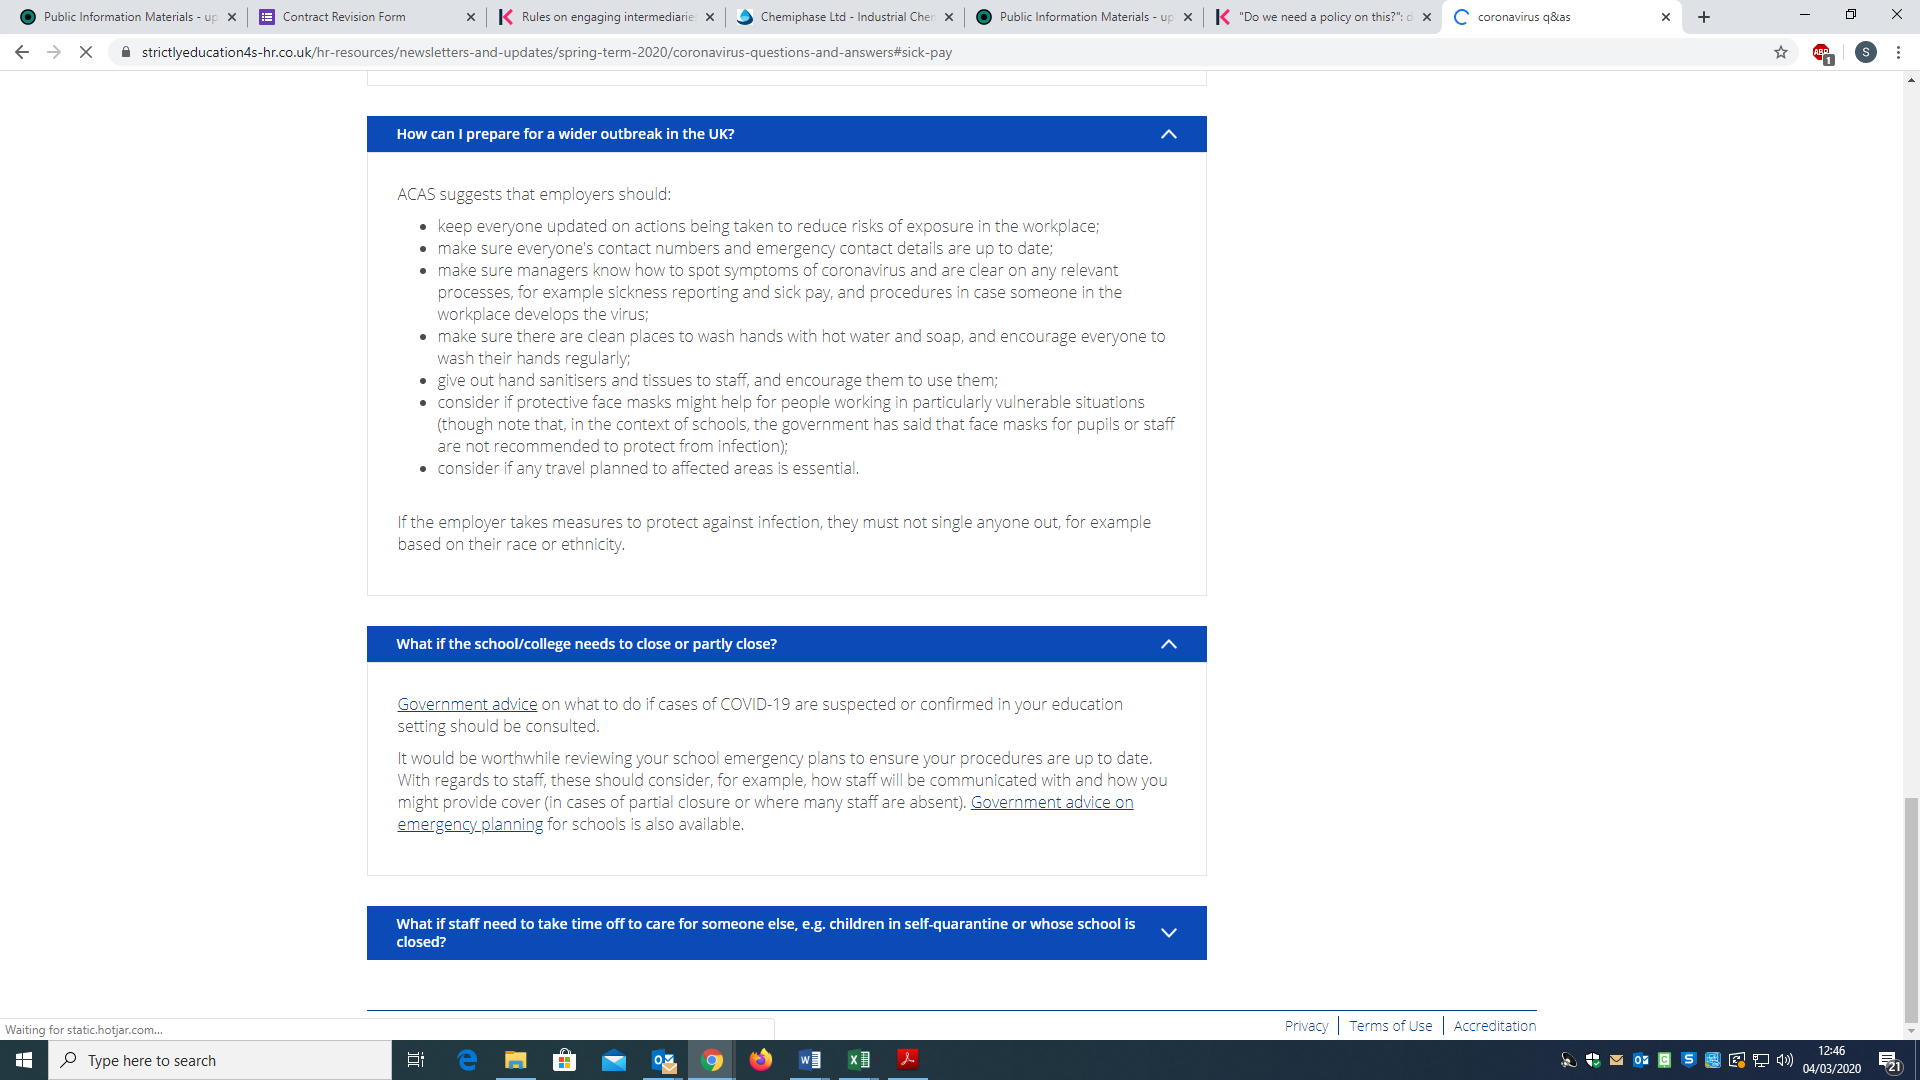 Public Information Materials - up
Contract Revision Form
Rules on engaging intermediarie
Chemiphase Ltd - Industrial Cher
Public Information Materials - up
"Do we need a policy on this?": d
coronavirus q&as
strictlyeducation4s-hr.co.uk/hr-resources/newsletters-and-updates/spring-term-2020/coronavirus-questions-and-answers#sick-pay
ABP
1
S
How can I prepare for a wider outbreak in the UK?
ACAS suggests that employers should:
• keep everyone updated on actions being taken to reduce risks of exposure in the workplace;
• make sure everyone's contact numbers and emergency contact details are up to date;
• make sure managers know how to spot symptoms of coronavirus and are clear on any relevant
processes, for example sickness reporting and sick pay, and procedures in case someone in the
workplace develops the virus;
• make sure there are clean places to wash hands with hot water and soap, and encourage everyone to
wash their hands regularly;
• give out hand sanitisers and tissues to staff, and encourage them to use them;
• consider if protective face masks might help for people working in particularly vulnerable situations
(though note that, in the context of schools, the government has said that face masks for pupils or staff
are not recommended to protect from infection);
• consider if any travel planned to affected areas is essential.
If the employer takes measures to protect against infection, they must not single anyone out, for example
based on their race or ethnicity.
What if the school/college needs to close or partly close?
Government advice on what to do if cases of COVID-19 are suspected or confirmed in your education
setting should be consulted.
It would be worthwhile reviewing your school emergency plans to ensure your procedures are up to date.
With regards to staff, these should consider, for example, how staff will be communicated with and how you
might provide cover (in cases of partial closure or where many staff are absent). Government advice on
emergency planning for schools is also available.
What if staff need to take time off to care for someone else, e.g. children in self-quarantine or whose school is
closed?
Privacy | Terms of Use | Accreditation
Waiting for static.hotjar.com...
Type here to search
12:46
04/03/2020
21